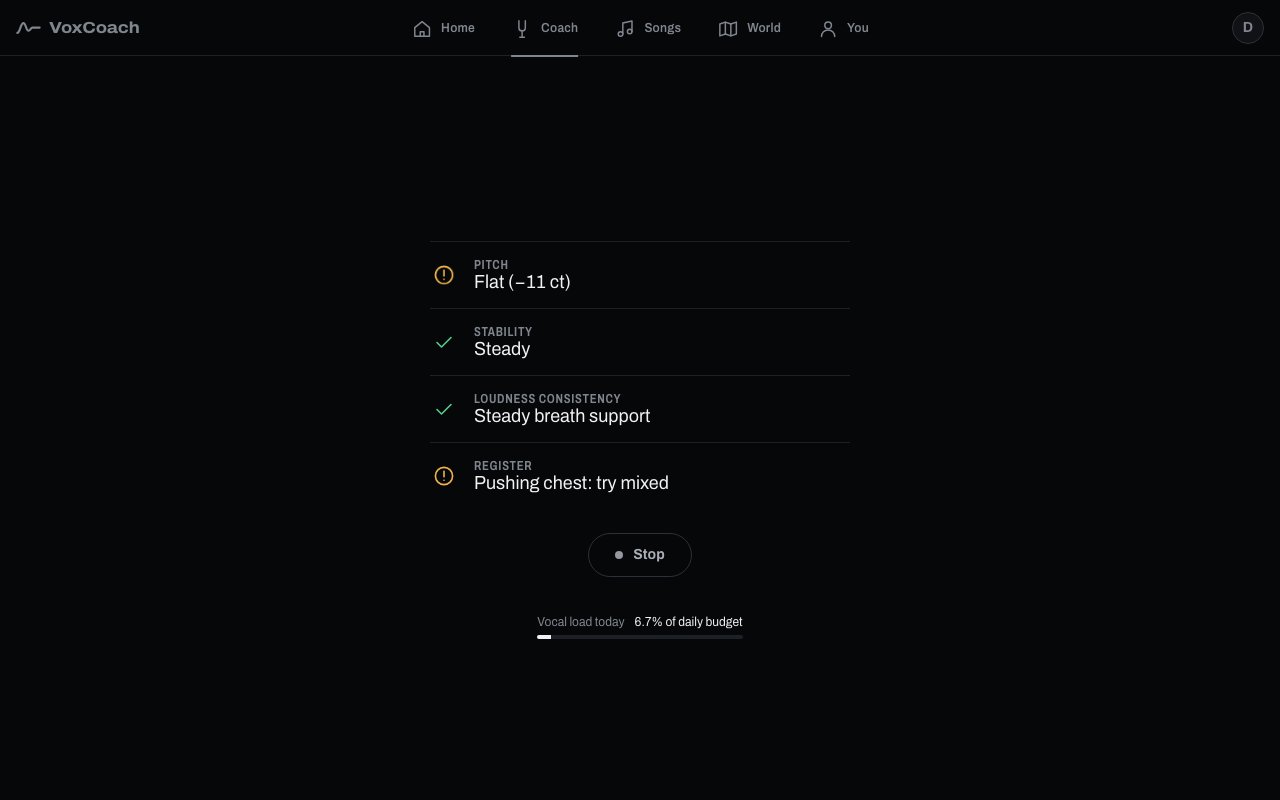 VoxCoach
Home
Coach
Songs
World
You
D
PITCH
Flat (−11 ct)
STABILITY
Steady
LOUDNESS CONSISTENCY
Steady breath support
REGISTER
Pushing chest: try mixed
Stop
Vocal load today 6.7% of daily budget